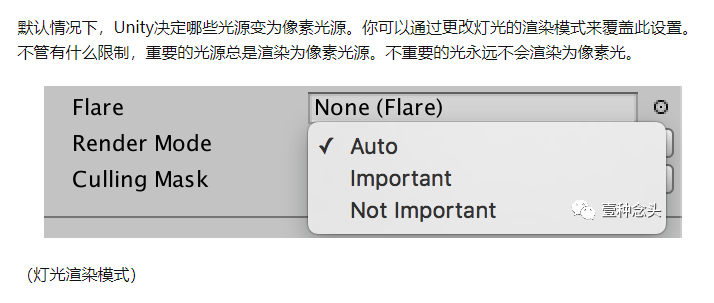 默认情况下，Unity决定哪些光源变为像素光源。你可以通过更改灯光的渲染模式来覆盖此设置。
不管有什么限制，重要的光源总是渲染为像素光源。不重要的光永远不会渲染为像素光。
Flare None (Flare)
Render Mode ✓ Auto
Culling Mask Important
Not Important
壹种念头
（灯光渲染模式）